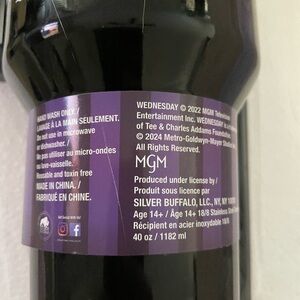 HAND WASH ONLY. /
LAVAGE À LA MAIN SEULEMENT.
Do not use in microwave
or dishwasher. /
Ne pas utiliser au micro-ondes
ou lave-vaisselle.
Reusable and toxin free
MADE IN CHINA. /
FABRIQUÉ EN CHINE.
WEDNESDAY © 2022 MGM Television
Entertainment Inc. WEDNESDAY is a
of Tee & Charles Addams Foundation.
© 2024 Metro-Goldwyn-Mayer Studios
All Rights Reserved.
MGM
Produced under license by /
Produit sous licence par
SILVER BUFFALO, LLC., NY, NY
Age 14+ / Âge 14+ 18/8 Stainless Steel
Récipient en acier inoxydable 18/8
40 oz / 1182 ml